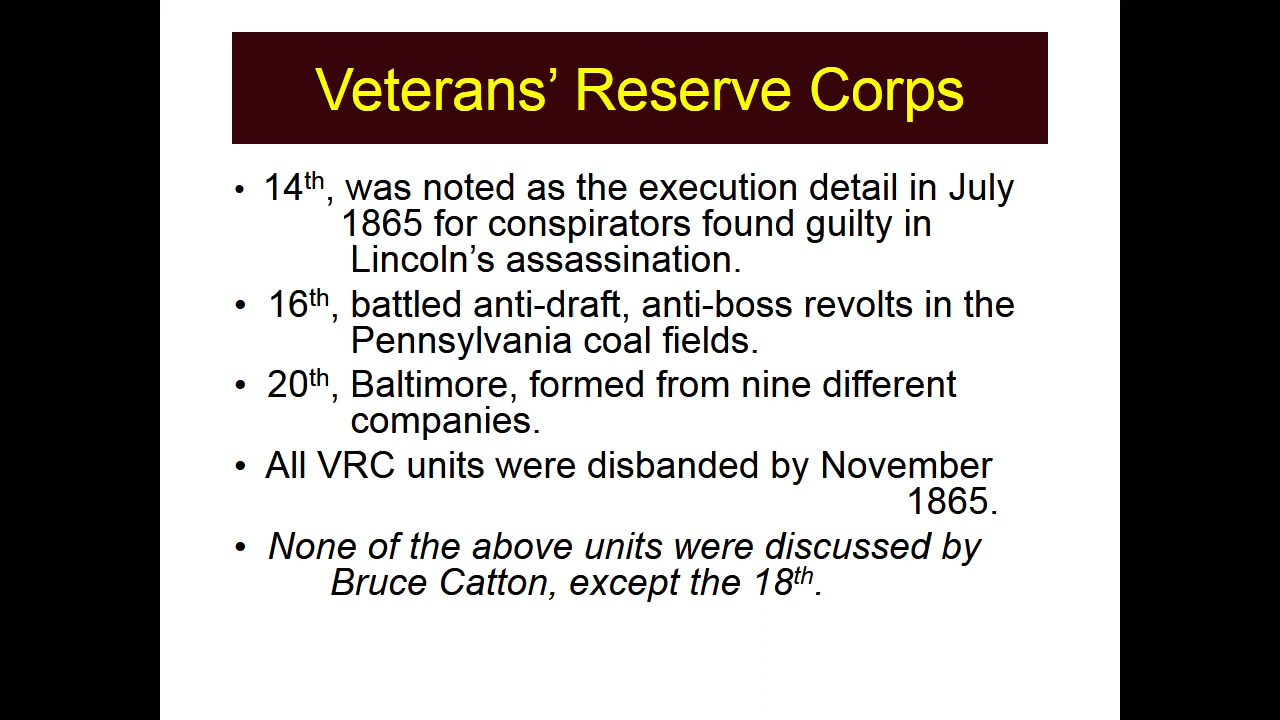 Veterans’ Reserve Corps
• 14th, was noted as the execution detail in July
1865 for conspirators found guilty in
Lincoln’s assassination.
• 16th, battled anti-draft, anti-boss revolts in the
Pennsylvania coal fields.
• 20th, Baltimore, formed from nine different
companies.
• All VRC units were disbanded by November
1865.
• None of the above units were discussed by
Bruce Catton, except the 18th.